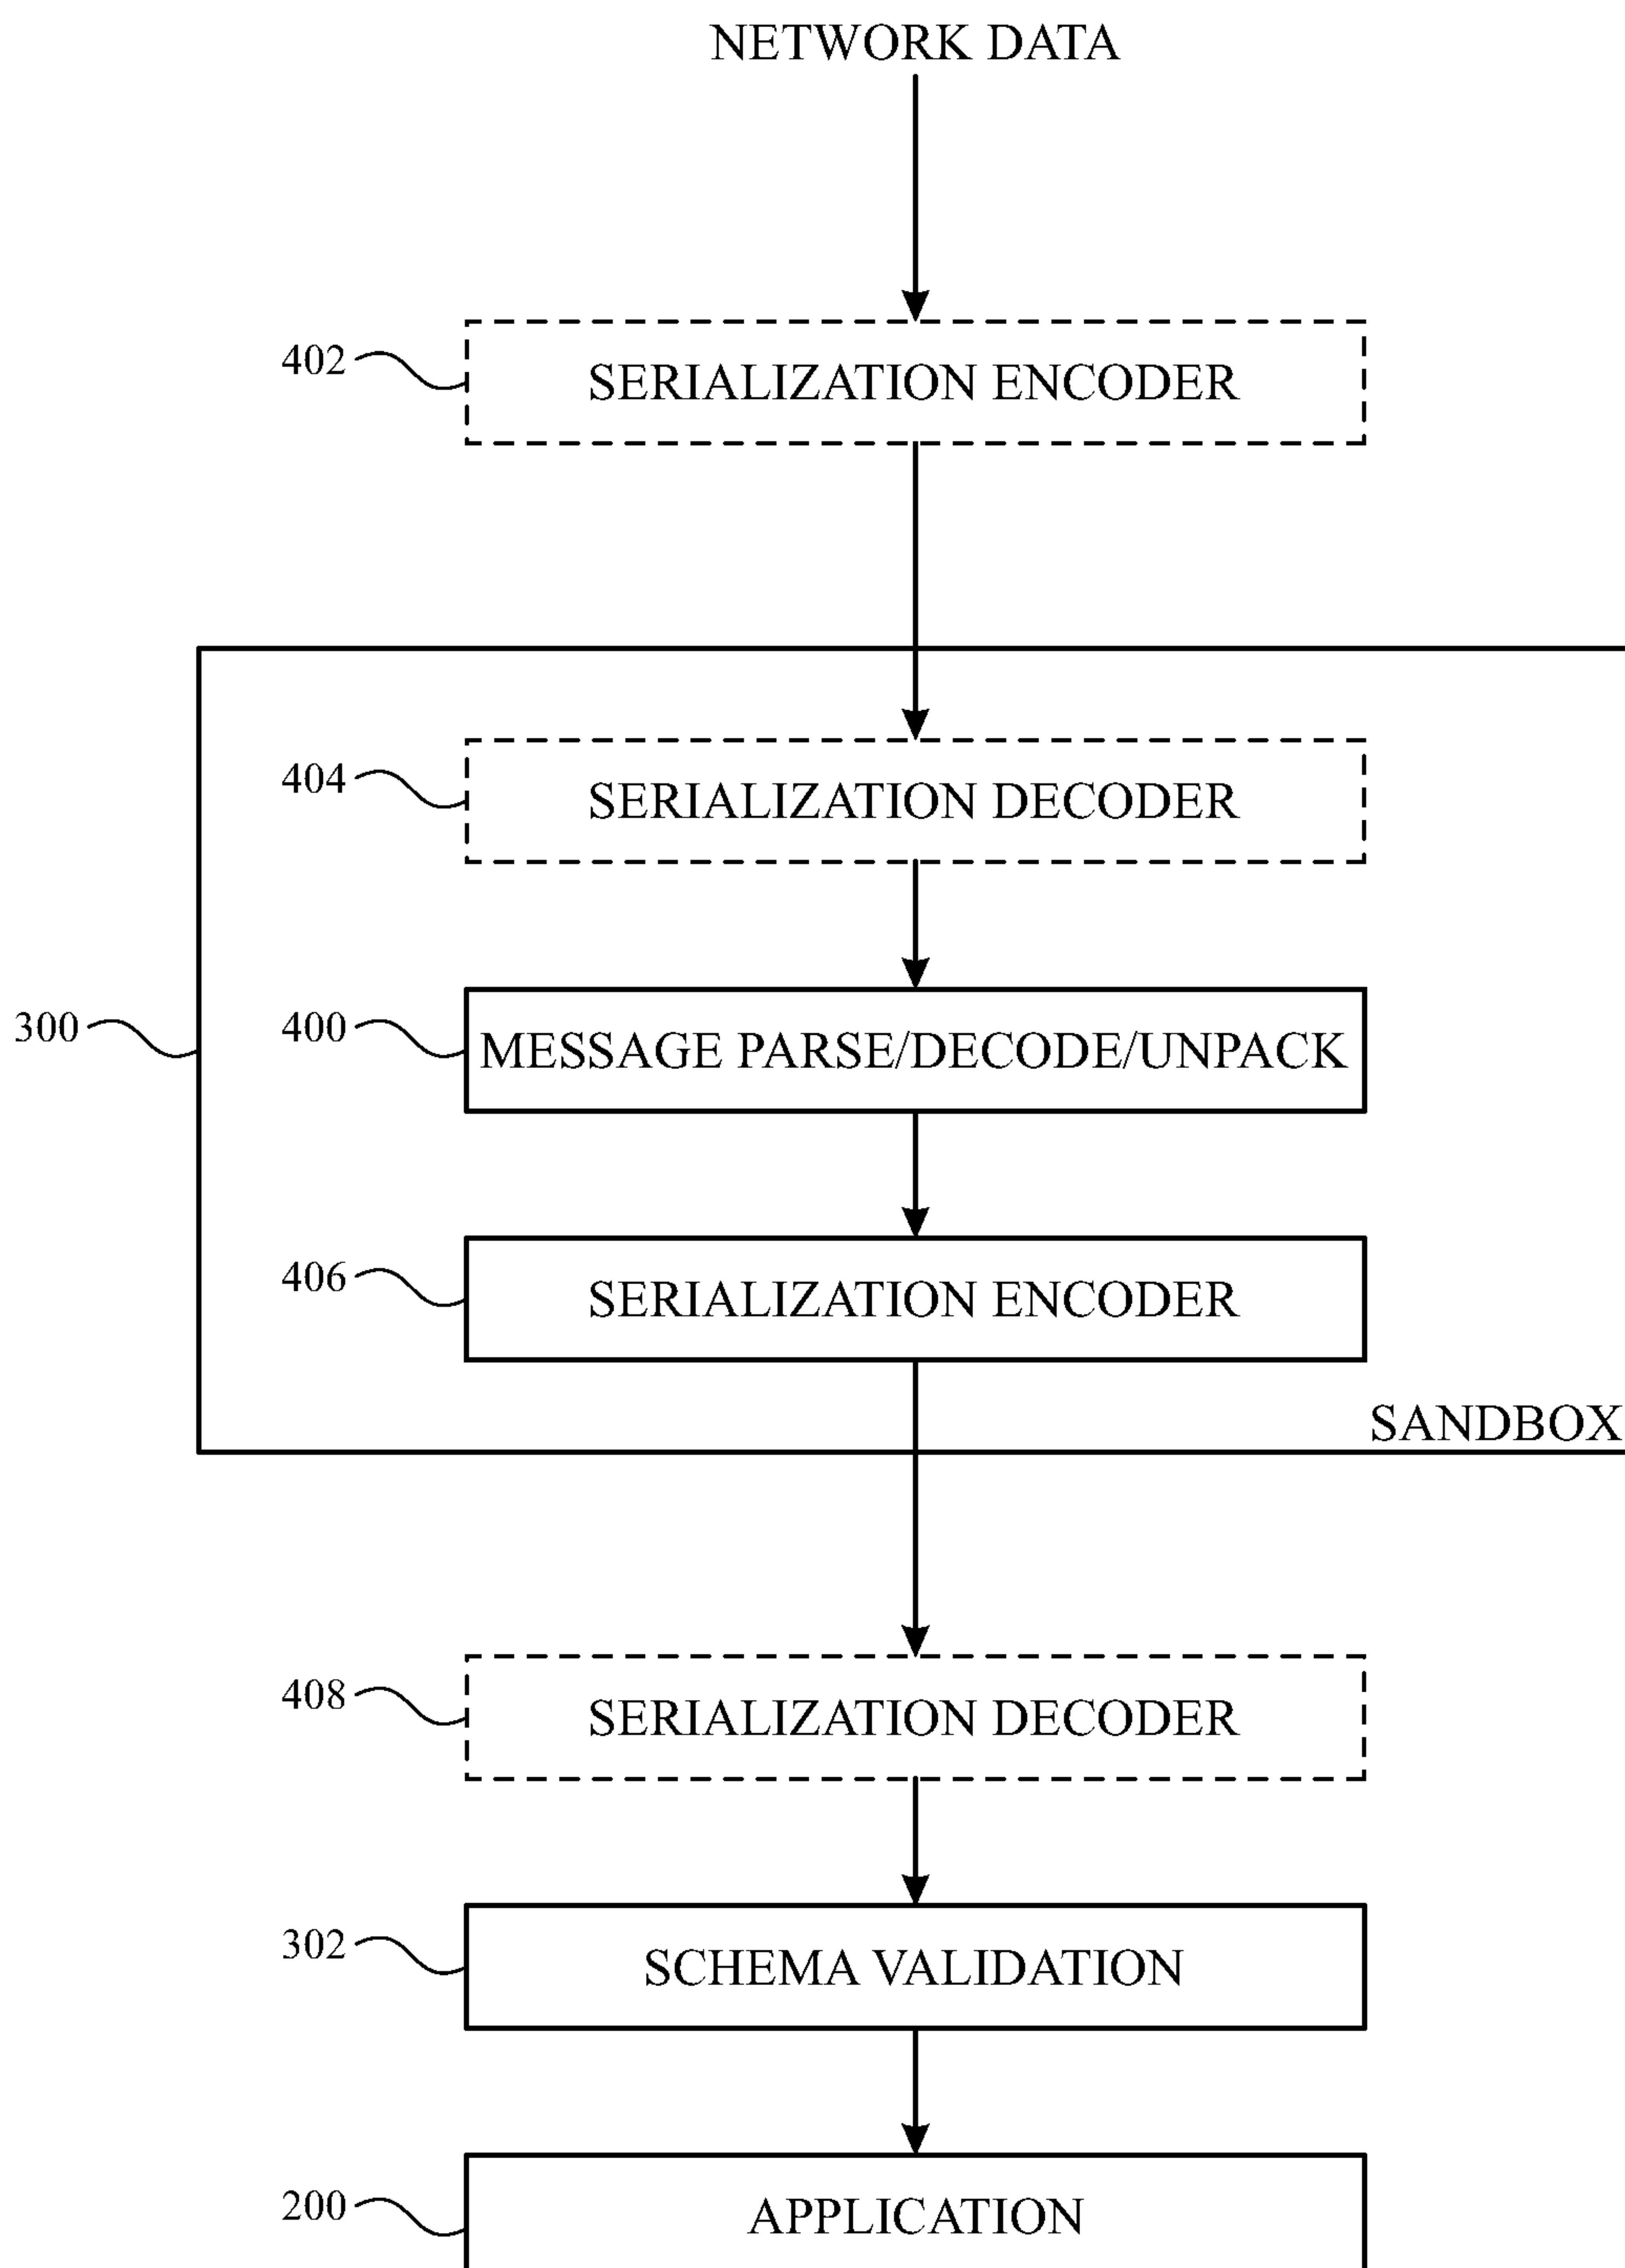 NETWORK DATA
402
SERIALIZATION ENCODER
404
SERIALIZATION DECODER
300
400
MESSAGE PARSE/DECODE/UNPACK
406
SERIALIZATION ENCODER
SANDBOX
408
SERIALIZATION DECODER
302
SCHEMA VALIDATION
200
APPLICATION